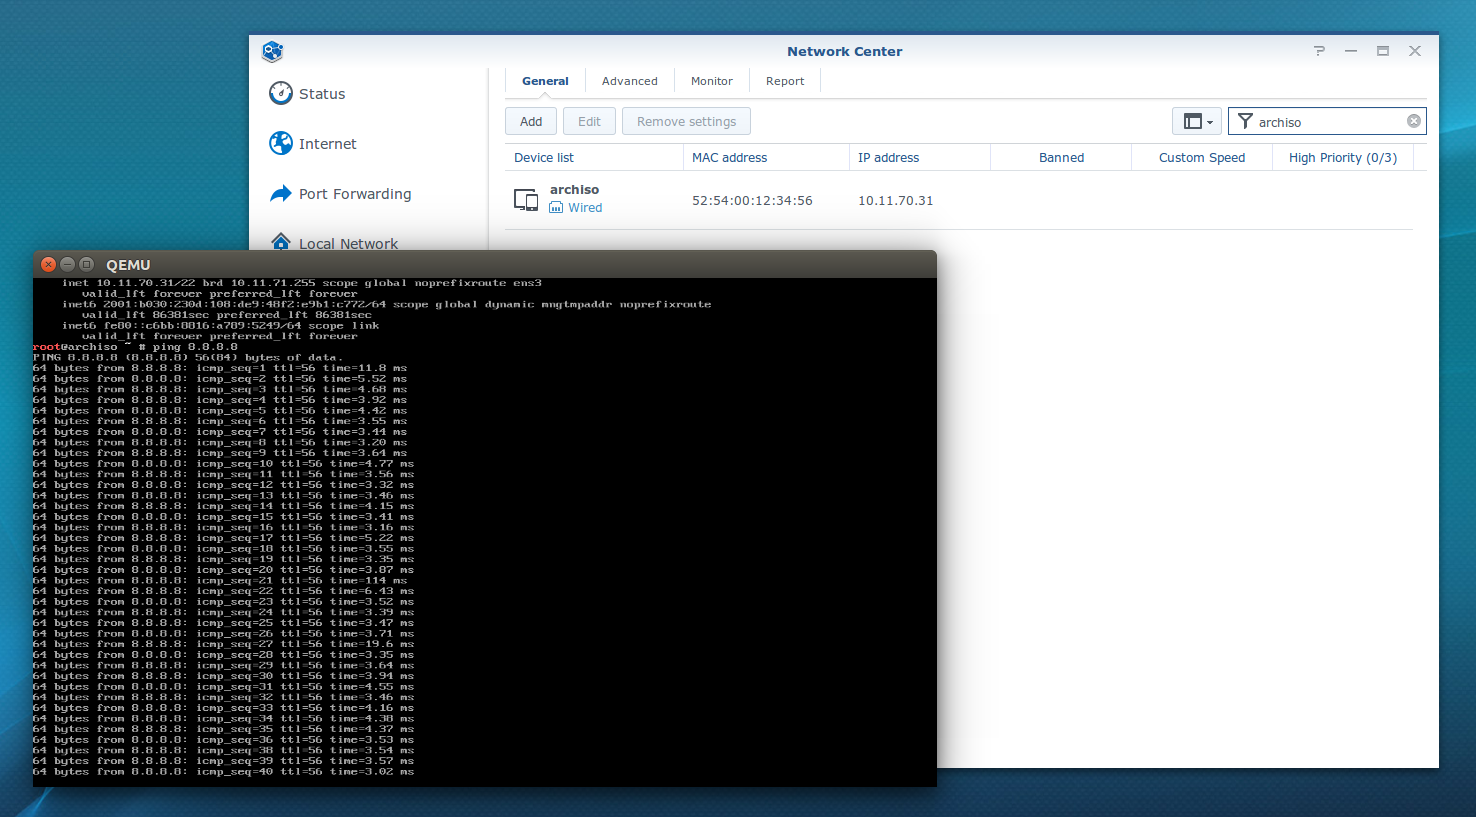 Network Center
Status
Internet
Port Forwarding
Local Network
General Advanced Monitor Report
Add Edit Remove settings archiso
Device list MAC address IP address Banned Custom Speed High Priority (0/3)
archiso
Wired 52:54:00:12:34:56 10.11.70.31
QEMU
inet 10.11.70.31/22 brd 10.11.71.255 scope global noprefixroute ens3
valid_lft forever preferred_lft forever
inet6 2001:b030:230d:108:de9:48f2:e9b1:c772/64 scope global dynamic mngtmpaddr noprefixroute
valid_lft 86381sec preferred_lft 86381sec
inet6 fe80::c6bb:8816:a789:5249/64 scope link
valid_lft forever preferred_lft forever
root@archiso ~ # ping 8.8.8.8
PING 8.8.8.8 (8.8.8.8) 56(84) bytes of data.
64 bytes from 8.8.8.8: icmp_seq=1 ttl=56 time=11.8 ms
64 bytes from 8.8.8.8: icmp_seq=2 ttl=56 time=5.52 ms
64 bytes from 8.8.8.8: icmp_seq=3 ttl=56 time=4.68 ms
64 bytes from 8.8.8.8: icmp_seq=4 ttl=56 time=3.92 ms
64 bytes from 8.8.8.8: icmp_seq=5 ttl=56 time=4.42 ms
64 bytes from 8.8.8.8: icmp_seq=6 ttl=56 time=3.55 ms
64 bytes from 8.8.8.8: icmp_seq=7 ttl=56 time=3.44 ms
64 bytes from 8.8.8.8: icmp_seq=8 ttl=56 time=3.20 ms
64 bytes from 8.8.8.8: icmp_seq=9 ttl=56 time=3.64 ms
64 bytes from 8.8.8.8: icmp_seq=10 ttl=56 time=4.77 ms
64 bytes from 8.8.8.8: icmp_seq=11 ttl=56 time=3.56 ms
64 bytes from 8.8.8.8: icmp_seq=12 ttl=56 time=3.32 ms
64 bytes from 8.8.8.8: icmp_seq=13 ttl=56 time=3.46 ms
64 bytes from 8.8.8.8: icmp_seq=14 ttl=56 time=4.15 ms
64 bytes from 8.8.8.8: icmp_seq=15 ttl=56 time=3.41 ms
64 bytes from 8.8.8.8: icmp_seq=16 ttl=56 time=3.16 ms
64 bytes from 8.8.8.8: icmp_seq=17 ttl=56 time=5.22 ms
64 bytes from 8.8.8.8: icmp_seq=18 ttl=56 time=3.55 ms
64 bytes from 8.8.8.8: icmp_seq=19 ttl=56 time=3.35 ms
64 bytes from 8.8.8.8: icmp_seq=20 ttl=56 time=3.87 ms
64 bytes from 8.8.8.8: icmp_seq=21 ttl=56 time=114 ms
64 bytes from 8.8.8.8: icmp_seq=22 ttl=56 time=6.43 ms
64 bytes from 8.8.8.8: icmp_seq=23 ttl=56 time=3.52 ms
64 bytes from 8.8.8.8: icmp_seq=24 ttl=56 time=3.39 ms
64 bytes from 8.8.8.8: icmp_seq=25 ttl=56 time=3.47 ms
64 bytes from 8.8.8.8: icmp_seq=26 ttl=56 time=3.71 ms
64 bytes from 8.8.8.8: icmp_seq=27 ttl=56 time=19.6 ms
64 bytes from 8.8.8.8: icmp_seq=28 ttl=56 time=3.35 ms
64 bytes from 8.8.8.8: icmp_seq=29 ttl=56 time=3.64 ms
64 bytes from 8.8.8.8: icmp_seq=30 ttl=56 time=3.94 ms
64 bytes from 8.8.8.8: icmp_seq=31 ttl=56 time=4.55 ms
64 bytes from 8.8.8.8: icmp_seq=32 ttl=56 time=3.46 ms
64 bytes from 8.8.8.8: icmp_seq=33 ttl=56 time=4.16 ms
64 bytes from 8.8.8.8: icmp_seq=34 ttl=56 time=4.38 ms
64 bytes from 8.8.8.8: icmp_seq=35 ttl=56 time=4.37 ms
64 bytes from 8.8.8.8: icmp_seq=36 ttl=56 time=3.53 ms
64 bytes from 8.8.8.8: icmp_seq=38 ttl=56 time=3.54 ms
64 bytes from 8.8.8.8: icmp_seq=39 ttl=56 time=3.57 ms
64 bytes from 8.8.8.8: icmp_seq=40 ttl=56 time=3.02 ms